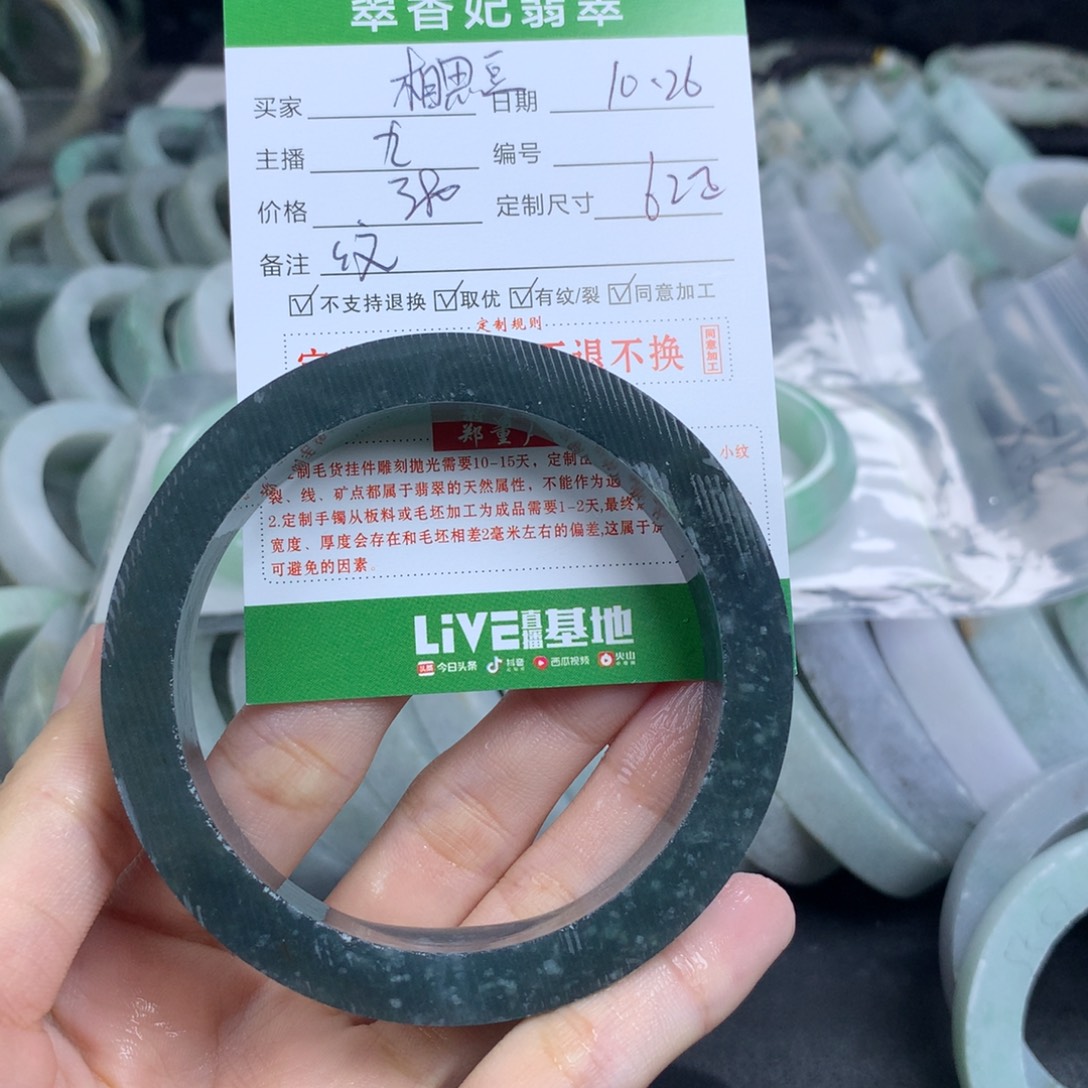 翠香妃翡翠
买家 相思豆 日期 10.26
主播 九 编号
价格 380 定制尺寸 62正
备注 纹
不支持退换 取优 有纹/裂 同意加工
定制规则
退不换 同意加工
郑重
小纹
制毛货挂件雕刻抛光需要10-15天,定制
裂、线、矿点都属于翡翠的天然属性,不能作为退
2.定制手镯从板料或毛坯加工为成品需要1-2天,最终
宽度、厚度会存在和毛坯相差2毫米左右的偏差,这属于
可避免的因素。
LiVE直播基地
头条 今日头条 抖音 西瓜视频 火山